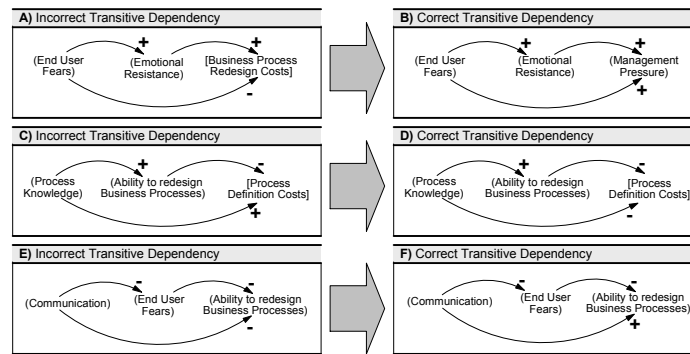 A) Incorrect Transitive Dependency
+
+
(End User
Fears)
(Emotional
Resistance)
[Business Process
Redesign Costs]
-
B) Correct Transitive Dependency
+
+
(End User
Fears)
(Emotional
Resistance)
(Management
Pressure)
+
C) Incorrect Transitive Dependency
+
-
(Process
Knowledge)
(Ability to redesign
Business Processes)
[Process
Definition Costs]
+
D) Correct Transitive Dependency
+
-
(Process
Knowledge)
(Ability to redesign
Business Processes)
[Process
Definition Costs]
-
E) Incorrect Transitive Dependency
-
-
(Communication)
(End User
Fears)
(Ability to redesign
Business Processes)
-
F) Correct Transitive Dependency
-
-
(Communication)
(End User
Fears)
(Ability to redesign
Business Processes)
+